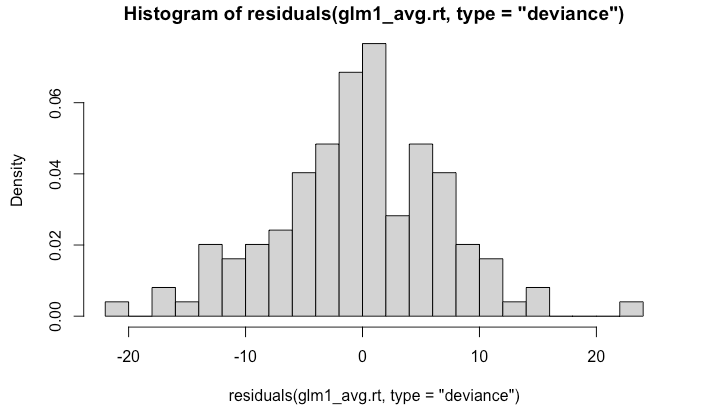 Histogram of residuals(glm1_avg.rt, type = "deviance")
Density
0.06
0.04
0.02
0.00
-20 -10 0 10 20
residuals(glm1_avg.rt, type = "deviance")